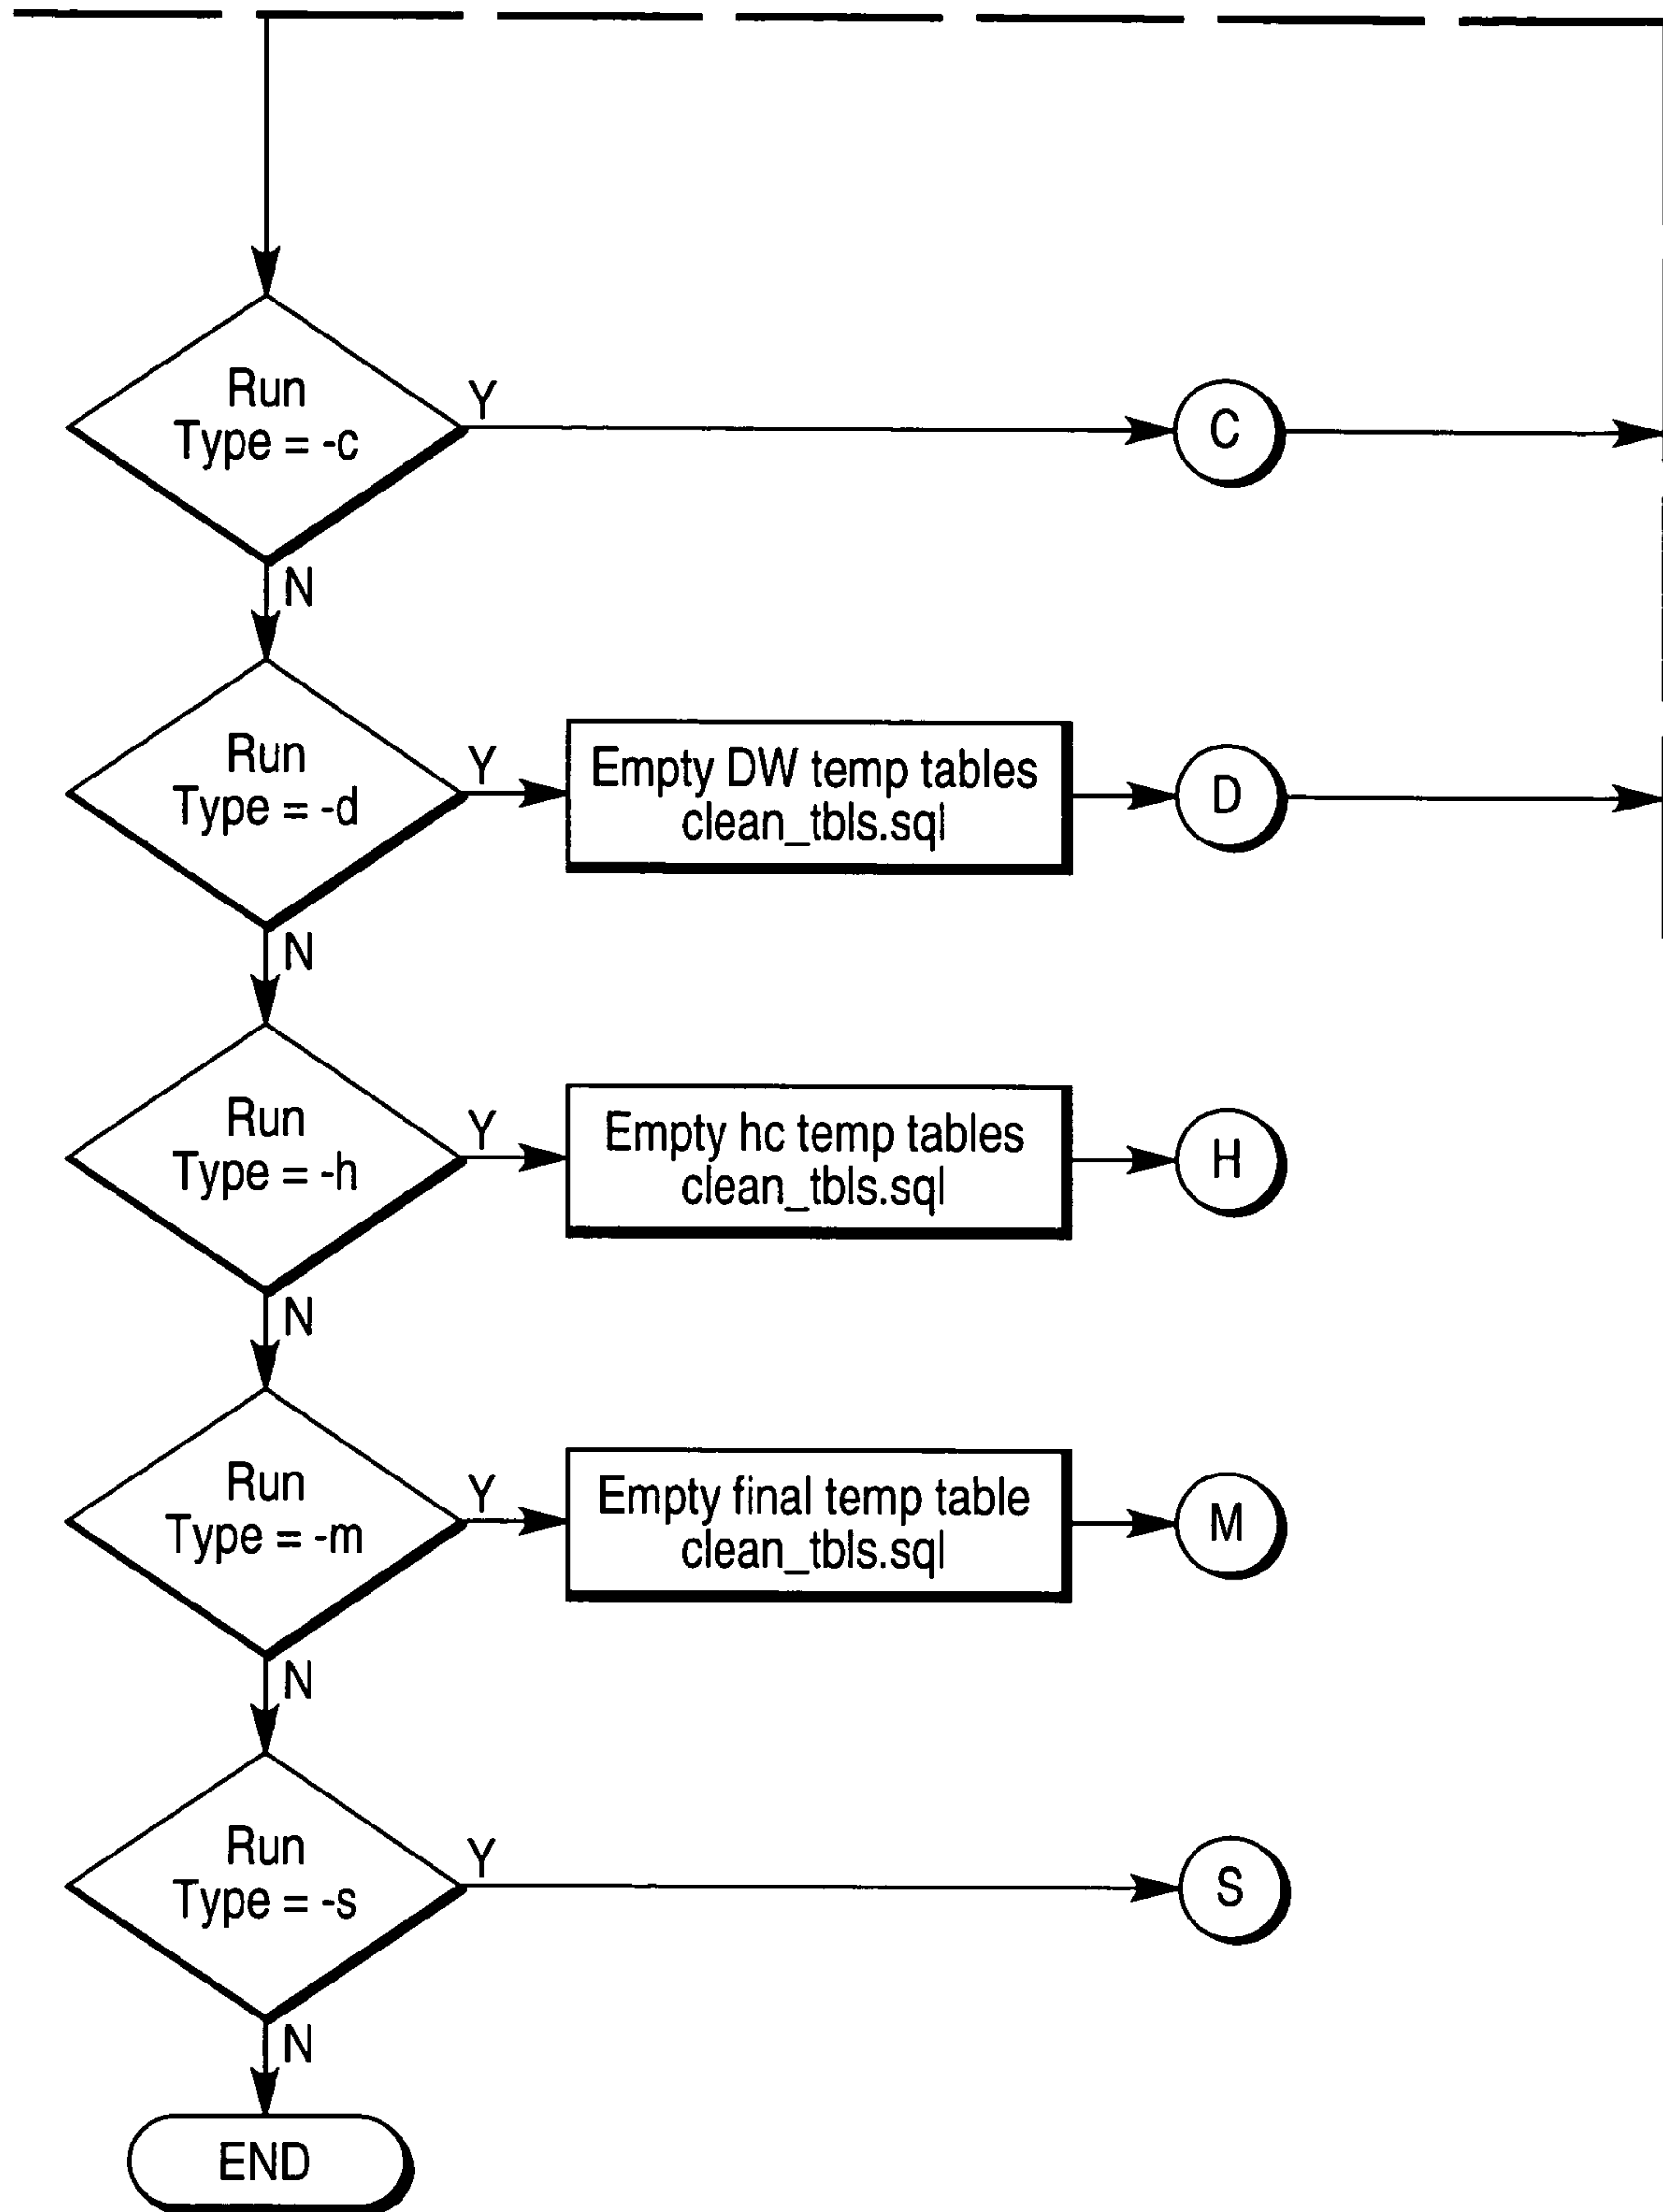 Run
Type = -c
Y
C
N
Run
Type = -d
Y
Empty DW temp tables
clean_tbls.sql
D
N
Run
Type = -h
Y
Empty hc temp tables
clean_tbls.sql
H
N
Run
Type = -m
Y
Empty final temp table
clean_tbls.sql
M
N
Run
Type = -s
Y
S
N
END